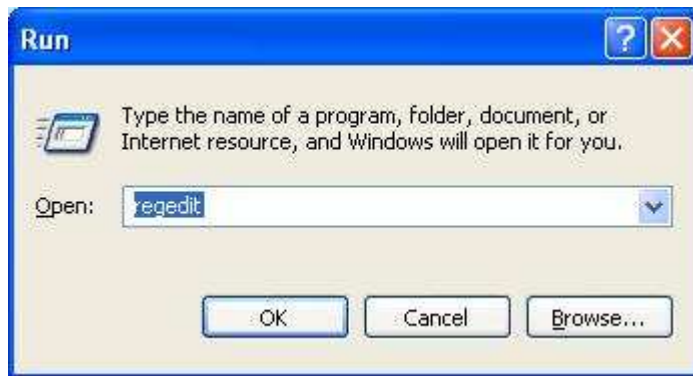 Run
Type the name of a program, folder, document, or
Internet resource, and Windows will open it for you.
Open: regedit
OK Cancel Browse...